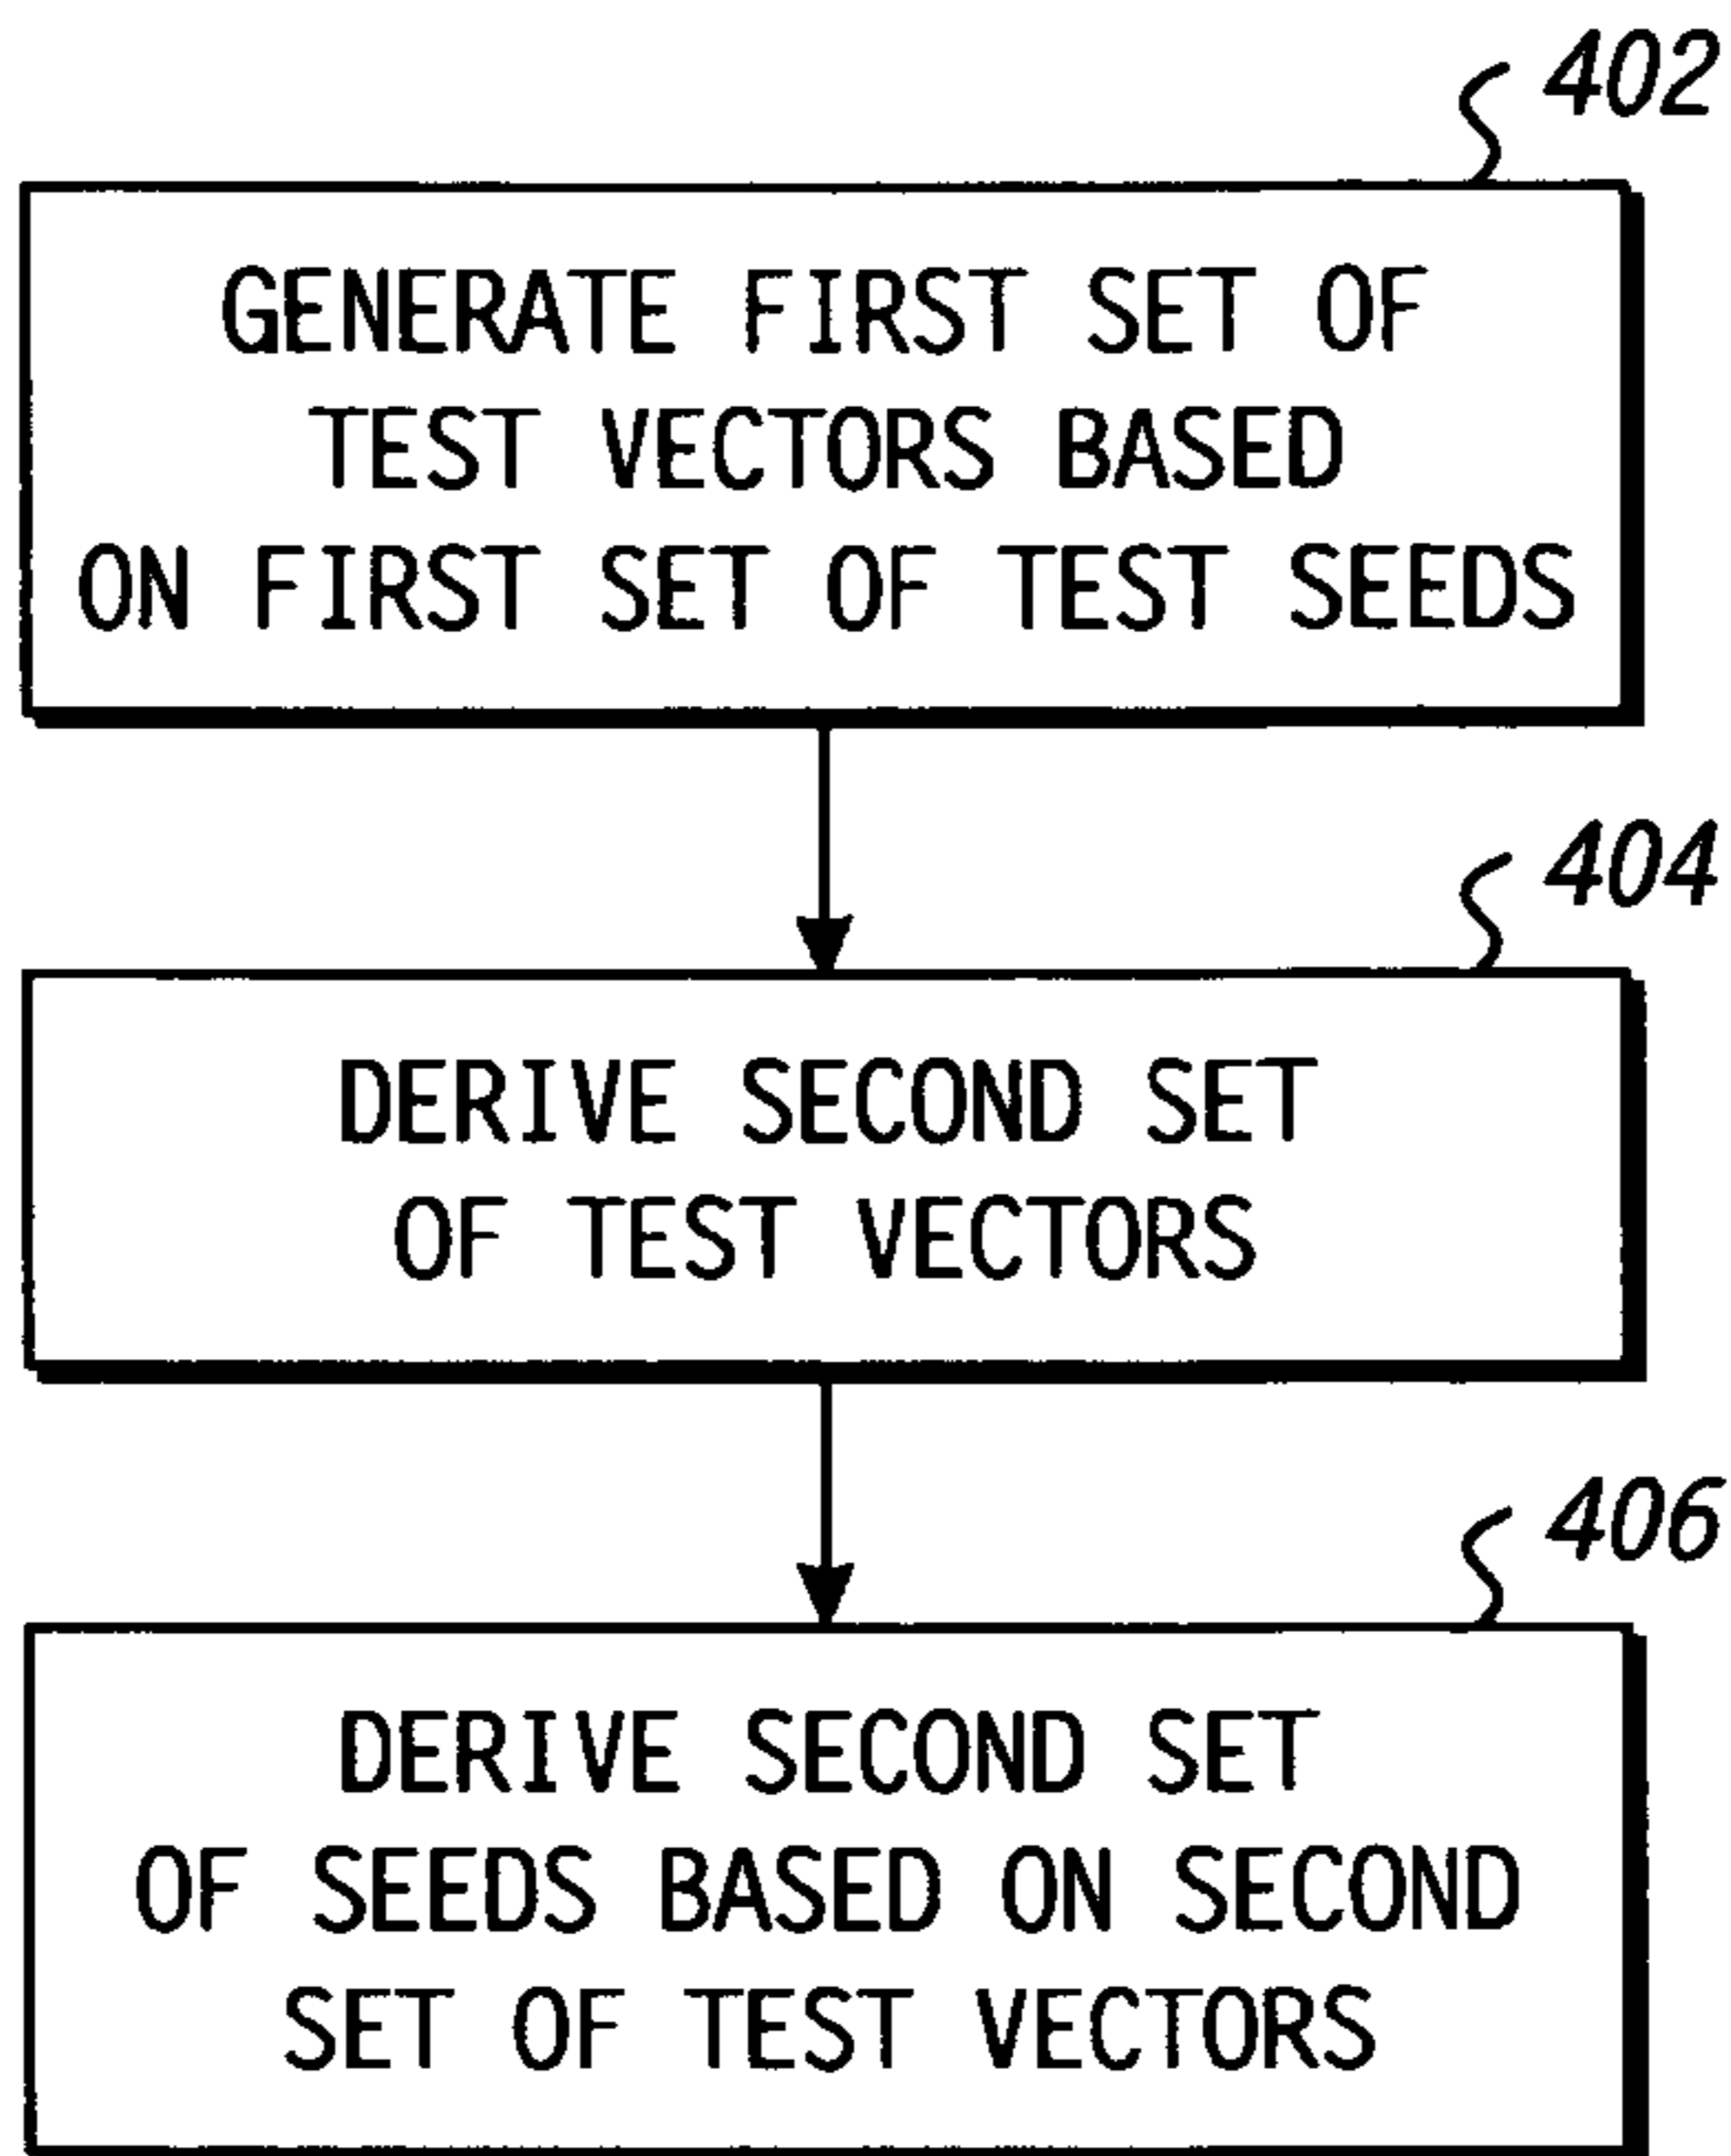 402
GENERATE FIRST SET OF
TEST VECTORS BASED
ON FIRST SET OF TEST SEEDS
404
DERIVE SECOND SET
OF TEST VECTORS
406
DERIVE SECOND SET
OF SEEDS BASED ON SECOND
SET OF TEST VECTORS